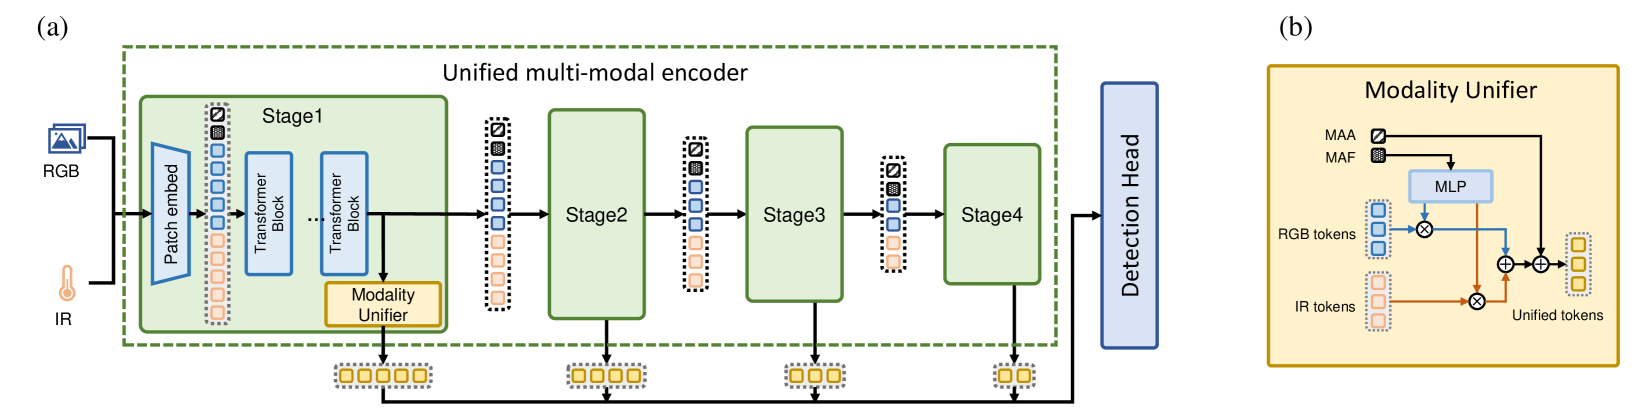 (a)
Unified multi-modal encoder
RGB
IR
Stage1
Patch embed
Transformer
Block
...
Transformer
Block
Modality
Unifier
Stage2
Stage3
Stage4
Detection Head
(b)
Modality Unifier
MAA
MAF
MLP
RGB tokens
IR tokens
Unified tokens